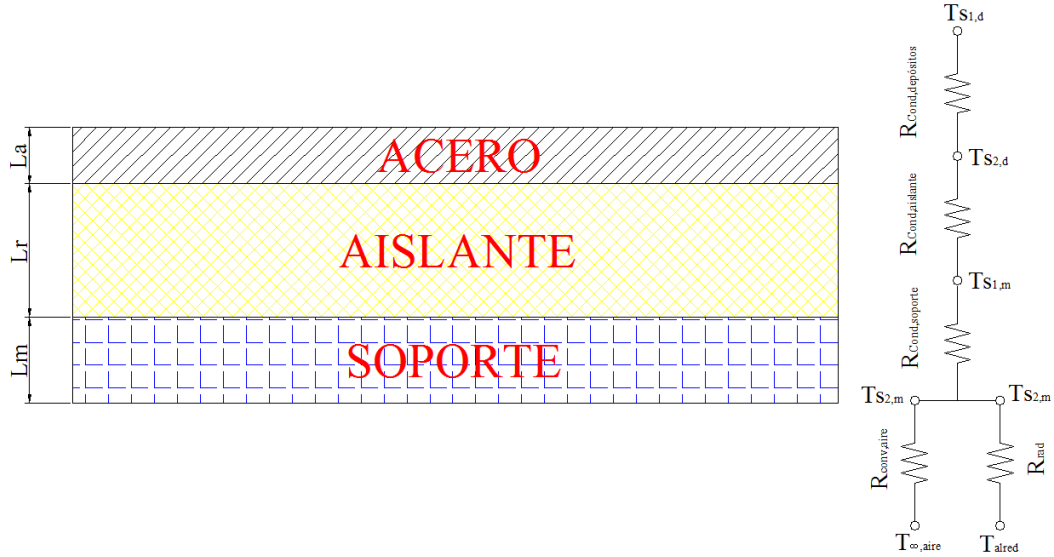 La
ACERO
Lr
AISLANTE
Lm
SOPORTE
Ts1,d
Rcond,depósitos
Ts2,d
Rcond,aislante
Ts1,m
Rcond,soporte
Ts2,m
Ts2,m
Rconv,aire
Rrad
T∞,aire
Talred